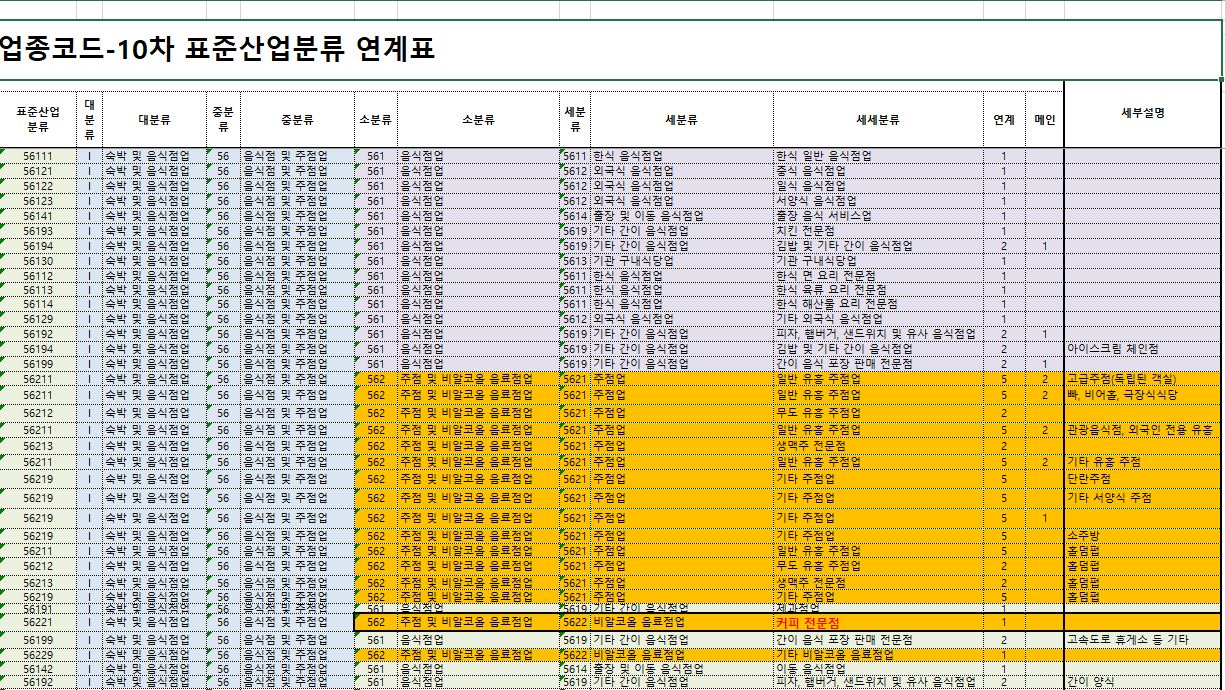 업종코드-10차 표준산업분류 연계표
표준산업분류 대분류 대분류 중분류 중분류 소분류 소분류 세분류 세분류 세세분류 연계 메인 세부설명
56111 I 숙박 및 음식점업 56 음식점 및 주점업 561 음식점업 5611 한식 음식점업 한식 일반 음식점업 1
56121 I 숙박 및 음식점업 56 음식점 및 주점업 561 음식점업 5612 외국식 음식점업 중식 음식점업 1
56122 I 숙박 및 음식점업 56 음식점 및 주점업 561 음식점업 5612 외국식 음식점업 일식 음식점업 1
56123 I 숙박 및 음식점업 56 음식점 및 주점업 561 음식점업 5612 외국식 음식점업 서양식 음식점업 1
56141 I 숙박 및 음식점업 56 음식점 및 주점업 561 음식점업 5614 출장 및 이동 음식점업 출장 음식 서비스업 1
56193 I 숙박 및 음식점업 56 음식점 및 주점업 561 음식점업 5619 기타 간이 음식점업 치킨 전문점 1
56194 I 숙박 및 음식점업 56 음식점 및 주점업 561 음식점업 5619 기타 간이 음식점업 김밥 및 기타 간이 음식점업 2 1
56130 I 숙박 및 음식점업 56 음식점 및 주점업 561 음식점업 5613 기관 구내식당업 기관 구내식당업 1
56112 I 숙박 및 음식점업 56 음식점 및 주점업 561 음식점업 5611 한식 음식점업 한식 면 요리 전문점 1
56113 I 숙박 및 음식점업 56 음식점 및 주점업 561 음식점업 5611 한식 음식점업 한식 육류 요리 전문점 1
56114 I 숙박 및 음식점업 56 음식점 및 주점업 561 음식점업 5611 한식 음식점업 한식 해산물 요리 전문점 1
56129 I 숙박 및 음식점업 56 음식점 및 주점업 561 음식점업 5612 외국식 음식점업 기타 외국식 음식점업 1
56192 I 숙박 및 음식점업 56 음식점 및 주점업 561 음식점업 5619 기타 간이 음식점업 피자, 햄버거, 샌드위치 및 유사 음식점업 2 1
56194 I 숙박 및 음식점업 56 음식점 및 주점업 561 음식점업 5619 기타 간이 음식점업 김밥 및 기타 간이 음식점업 2 아이스크림 체인점
56199 I 숙박 및 음식점업 56 음식점 및 주점업 561 음식점업 5619 기타 간이 음식점업 간이 음식 포장 판매 전문점 2 1
56211 I 숙박 및 음식점업 56 음식점 및 주점업 562 주점 및 비알코올 음료점업 5621 주점업 일반 유흥 주점업 5 2 고급주점(독립된 객실)
56211 I 숙박 및 음식점업 56 음식점 및 주점업 562 주점 및 비알코올 음료점업 5621 주점업 일반 유흥 주점업 5 2 빠, 비어홀, 극장식식당
56212 I 숙박 및 음식점업 56 음식점 및 주점업 562 주점 및 비알코올 음료점업 5621 주점업 무도 유흥 주점업 2
56211 I 숙박 및 음식점업 56 음식점 및 주점업 562 주점 및 비알코올 음료점업 5621 주점업 일반 유흥 주점업 5 2 관광음식점, 외국인 전용 유흥
56213 I 숙박 및 음식점업 56 음식점 및 주점업 562 주점 및 비알코올 음료점업 5621 주점업 생맥주 전문점 2
56211 I 숙박 및 음식점업 56 음식점 및 주점업 562 주점 및 비알코올 음료점업 5621 주점업 일반 유흥 주점업 5 2 기타 유흥 주점
56219 I 숙박 및 음식점업 56 음식점 및 주점업 562 주점 및 비알코올 음료점업 5621 주점업 기타 주점업 5 단란주점
56219 I 숙박 및 음식점업 56 음식점 및 주점업 562 주점 및 비알코올 음료점업 5621 주점업 기타 주점업 5 기타 서양식 주점
56219 I 숙박 및 음식점업 56 음식점 및 주점업 562 주점 및 비알코올 음료점업 5621 주점업 기타 주점업 5 1
56219 I 숙박 및 음식점업 56 음식점 및 주점업 562 주점 및 비알코올 음료점업 5621 주점업 기타 주점업 5 소주방
56211 I 숙박 및 음식점업 56 음식점 및 주점업 562 주점 및 비알코올 음료점업 5621 주점업 일반 유흥 주점업 5 홀덤펍
56212 I 숙박 및 음식점업 56 음식점 및 주점업 562 주점 및 비알코올 음료점업 5621 주점업 무도 유흥 주점업 2 홀덤펍
56213 I 숙박 및 음식점업 56 음식점 및 주점업 562 주점 및 비알코올 음료점업 5621 주점업 생맥주 전문점 2 홀덤펍
56219 I 숙박 및 음식점업 56 음식점 및 주점업 562 주점 및 비알코올 음료점업 5621 주점업 기타 주점업 5 홀덤펍
56191 I 숙박 및 음식점업 56 음식점 및 주점업 561 음식점업 5619 기타 간이 음식점업 제과점업 1
56221 I 숙박 및 음식점업 56 음식점 및 주점업 562 주점 및 비알코올 음료점업 5622 비알코올 음료점업 커피 전문점 1
56199 I 숙박 및 음식점업 56 음식점 및 주점업 561 음식점업 5619 기타 간이 음식점업 간이 음식 포장 판매 전문점 2 고속도로 휴게소 등 기타
56229 I 숙박 및 음식점업 56 음식점 및 주점업 562 주점 및 비알코올 음료점업 5622 비알코올 음료점업 기타 비알코올 음료점업 1
56142 I 숙박 및 음식점업 56 음식점 및 주점업 561 음식점업 5614 출장 및 이동 음식점업 이동 음식점업 1
56192 I 숙박 및 음식점업 56 음식점 및 주점업 561 음식점업 5619 기타 간이 음식점업 피자, 햄버거, 샌드위치 및 유사 음식점업 2 간이 양식